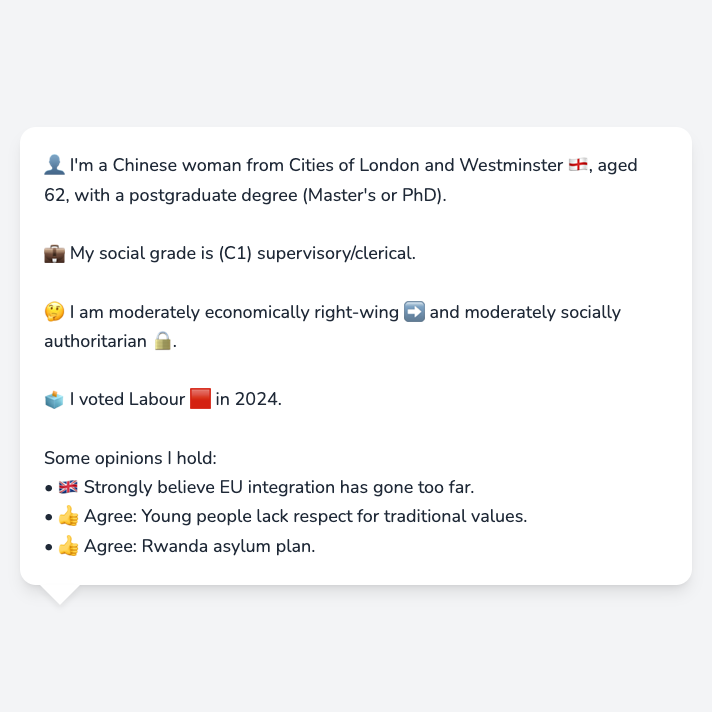 👤 I'm a Chinese woman from Cities of London and Westminster 🏴󠁧󠁢󠁥󠁮󠁧󠁿, aged
62, with a postgraduate degree (Master's or PhD).
💼 My social grade is (C1) supervisory/clerical.
🤔 I am moderately economically right-wing ➡️ and moderately socially
authoritarian 🔒.
🗳️ I voted Labour 🟥 in 2024.
Some opinions I hold:
• 🇬🇧 Strongly believe EU integration has gone too far.
• 👍 Agree: Young people lack respect for traditional values.
• 👍 Agree: Rwanda asylum plan.